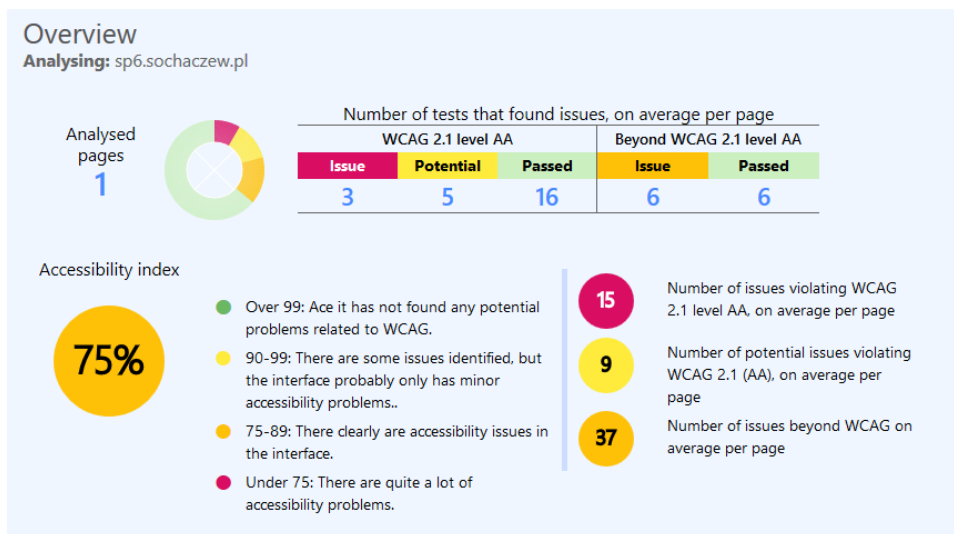 Overview
Analysing: sp6.sochaczew.pl
Number of tests that found issues, on average per page
Analysed
pages
1
WCAG 2.1 level AA
Beyond WCAG 2.1 level AA
Issue Potential Passed Issue Passed
3 5 16 6 6
Accessibility index
75%
Over 99: Ace it has not found any potential
problems related to WCAG.
90-99: There are some issues identified, but
the interface probably only has minor
accessibility problems..
75-89: There clearly are accessibility issues in
the interface.
Under 75: There are quite a lot of
accessibility problems.
15
Number of issues violating WCAG
2.1 level AA, on average per page
9
Number of potential issues violating
WCAG 2.1 (AA), on average per
page
37
Number of issues beyond WCAG on
average per page